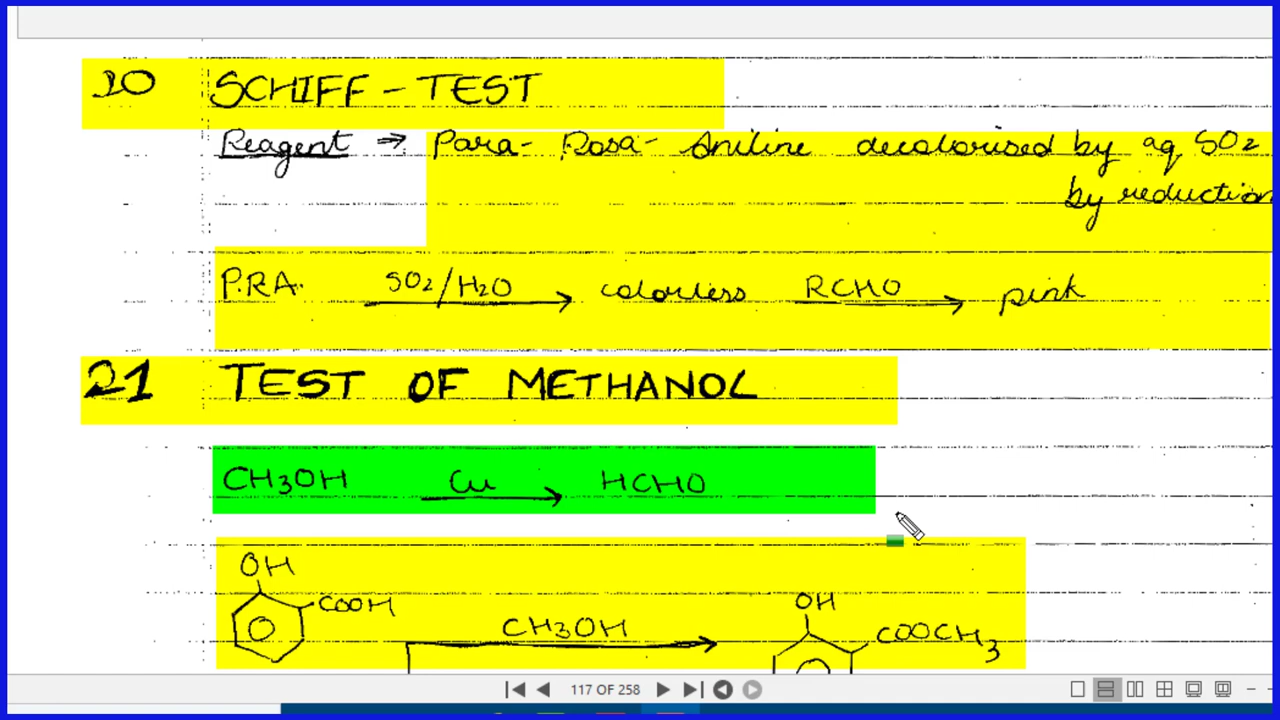 20 SCHIFF - TEST
Reagent ⇒ Para- Rosa- Aniline decolorised by aq SO2
by reduction
P.R.A. SO2/H2O → colorless RCHO → pink
21 TEST OF METHANOL
CH3OH Cu → HCHO
OH
COOH
CH3OH →
OH
COOCH3
117 OF 258